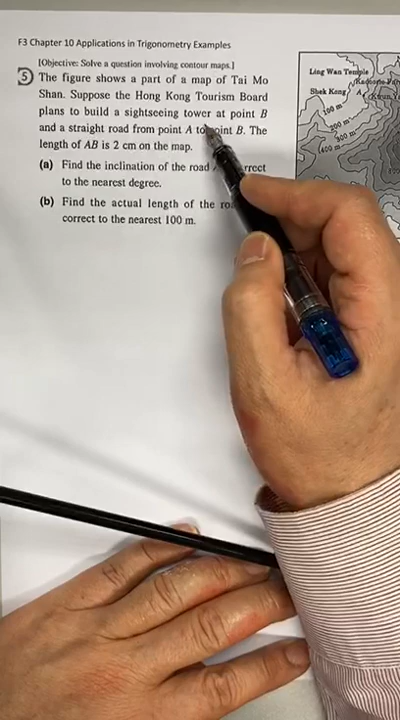 F3 Chapter 10 Applications in Trigonometry Examples
[Objective: Solve a question involving contour maps.]
5 The figure shows a part of a map of Tai Mo
Shan. Suppose the Hong Kong Tourism Board
plans to build a sightseeing tower at point B
and a straight road from point A to point B. The
length of AB is 2 cm on the map.
(a) Find the inclination of the road
to the nearest degree.
(b) Find the actual length of the
correct to the nearest 100 m.
Ling Wan Temple
Shek Kong
A
100 m
200 m
300 m
400 m